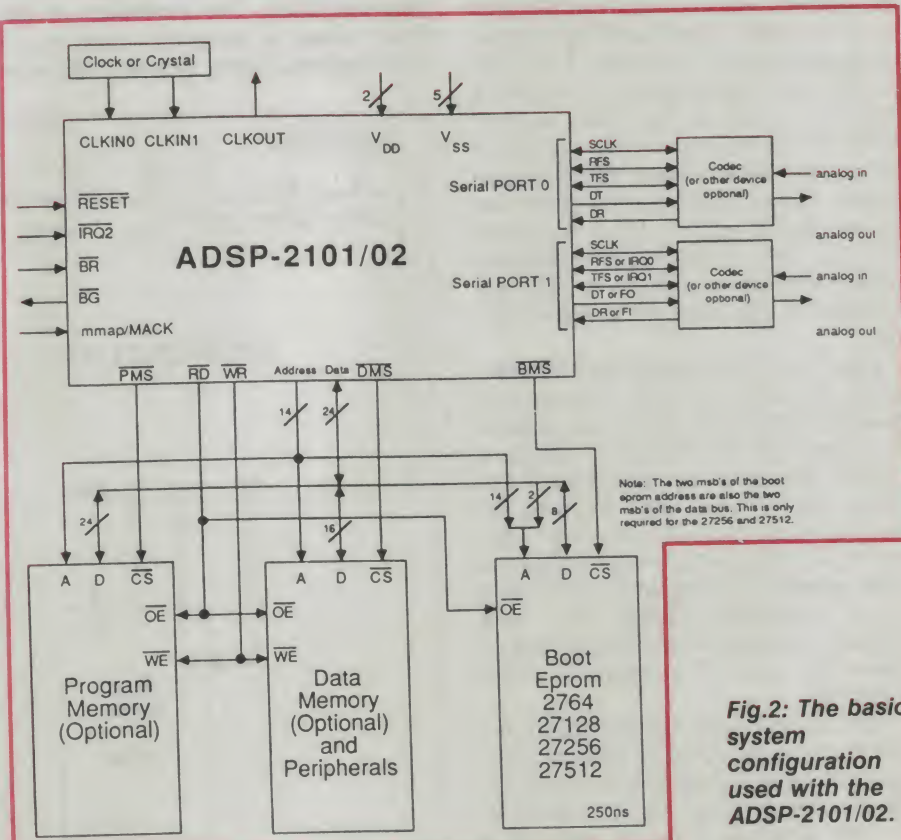 Clock or Crystal
CLKIN0 CLKIN1 CLKOUT
2
5
VDD
VSS
RESET
IRQ2
BR
BG
mmap/MACK
ADSP-2101/02
Serial PORT 0
SCLK
RFS
TFS
DT
DR
Codec
(or other device
optional)
analog in
analog out
Serial PORT 1
SCLK
RFS or IRQ0
TFS or IRQ1
DT or FO
DR or FI
Codec
(or other device
optional)
analog in
analog out
PMS RD WR Address Data DMS BMS
14
24
24
16
14
2
8
Note: The two msb's of the boot
eprom address are also the two
msb's of the data bus. This is only
required for the 27256 and 27512.
A D CS
OE
WE
Program
Memory
(Optional)
A D CS
OE
WE
Data
Memory
(Optional)
and
Peripherals
A D CS
OE
Boot
Eprom
2764
27128
27256
27512
250ns
Fig.2: The basic
system
configuration
used with the
ADSP-2101/02.